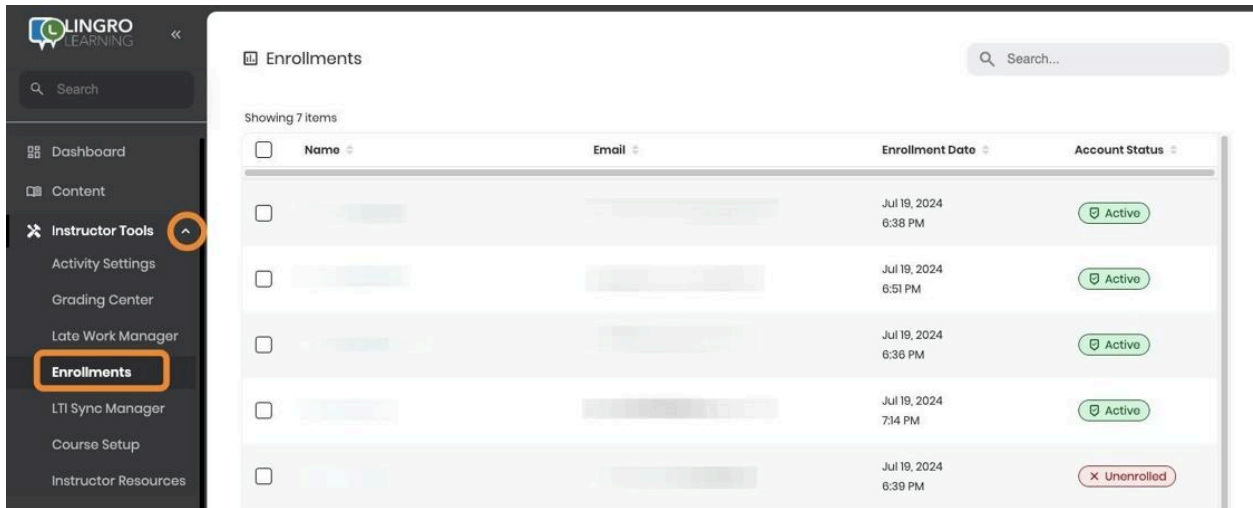 LINGRO
LEARNING
Search
Dashboard
Content
Instructor Tools
Activity Settings
Grading Center
Late Work Manager
Enrollments
LTI Sync Manager
Course Setup
Instructor Resources
Enrollments
Search...
Showing 7 items
Name Email Enrollment Date Account Status
Jul 19, 2024
6:38 PM
Active
Jul 19, 2024
6:51 PM
Active
Jul 19, 2024
6:36 PM
Active
Jul 19, 2024
7:14 PM
Active
Jul 19, 2024
6:39 PM
Unenrolled